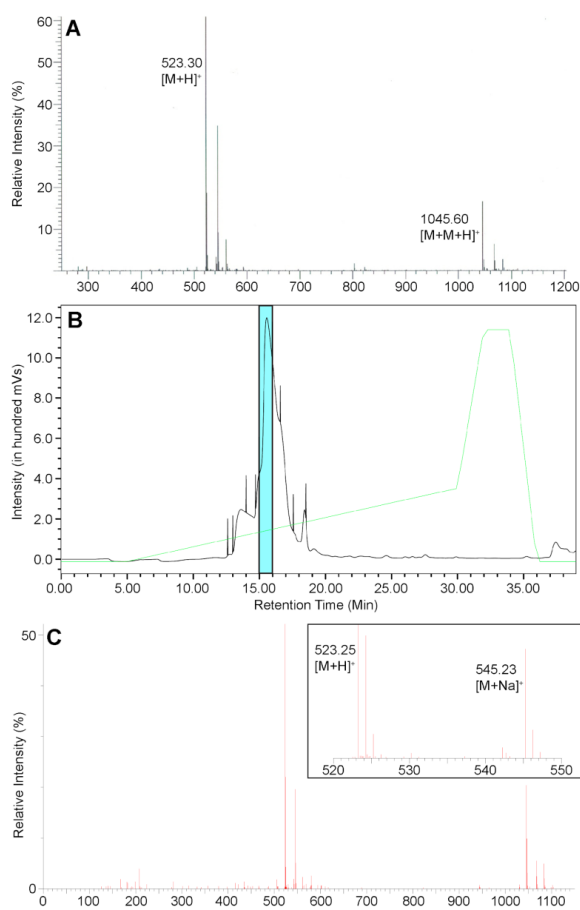 A
60
50
40
30
20
10
Relative Intensity (%)
523.30
[M+H]⁺
1045.60
[M+M+H]⁺
300 400 500 600 700 800 900 1000 1100 1200
B
12.0
10.0
8.0
6.0
4.0
2.0
0.0
Intensity (in hundred mVs)
0.00 5.00 10.00 15.00 20.00 25.00 30.00 35.00
Retention Time (Min)
C
50
0
Relative Intensity (%)
523.25
[M+H]⁺
545.23
[M+Na]⁺
520 530 540 550
0 100 200 300 400 500 600 700 800 900 1000 1100